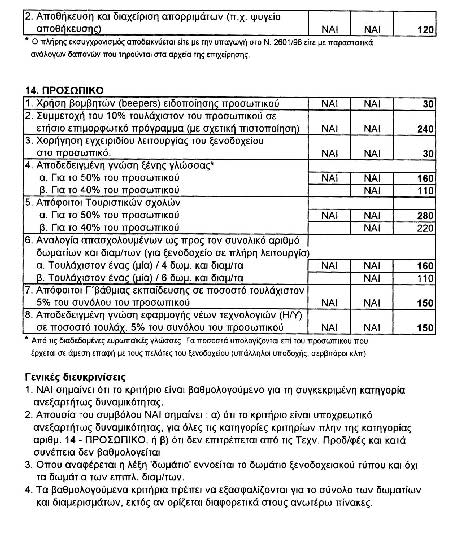 2. Αποθήκευση και διαχείριση απορριμάτων (π.χ. ψυγείο
αποθήκευσης) ΝΑΙ ΝΑΙ 120
* Ο πλήρης εκσυγχρονισμός αποδεικνύεται είτε με την υπαγωγή στο Ν. 2601/98 είτε με παραστατικά
ανάλογων δαπανών που τηρούνται στα αρχεία της επιχείρησης.
14. ΠΡΟΣΩΠΙΚΟ
1. Χρήση βομβητών (beepers) ειδοποίησης προσωπικού ΝΑΙ ΝΑΙ 30
2. Συμμετοχή του 10% τουλάχιστον του προσωπικού σε
ετήσιο επιμορφωτικό πρόγραμμα (με σχετική πιστοποίηση) ΝΑΙ ΝΑΙ 240
3. Χορήγηση εγχειριδίου λειτουργίας του ξενοδοχείου
στο προσωπικό. ΝΑΙ ΝΑΙ 30
4. Αποδεδειγμένη γνώση ξένης γλώσσας*
α. Για το 50% του προσωπικού ΝΑΙ ΝΑΙ 160
β. Για το 40% του προσωπικού ΝΑΙ 110
5. Απόφοιτοι Τουριστικών σχολών
α. Για το 50% του προσωπικού ΝΑΙ ΝΑΙ 280
β. Για το 40% του προσωπικού ΝΑΙ 220
6. Αναλογία απασχολουμένων ως προς τον συνολικό αριθμό
δωματίων και διαμ/των (για ξενοδοχείο σε πλήρη λειτουργία)
α. Τουλάχιστον ένας (μία) / 4 δωμ. και διαμ/τα ΝΑΙ ΝΑΙ 160
β. Τουλάχιστον ένας (μία) / 6 δωμ. και διαμ/τα ΝΑΙ 110
7. Απόφοιτοι Γ΄βάθμιας εκπαίδευσης σε ποσοστό τουλάχιστον
5% του συνόλου του προσωπικού ΝΑΙ ΝΑΙ 150
8. Αποδεδειγμένη γνώση εφαρμογής νέων τεχνολογιών (Η/Υ)
σε ποσοστό τουλάχ. 5% του συνόλου του προσωπικού ΝΑΙ ΝΑΙ 150
* Από τις διαδεδομένες ευρωπαϊκές γλώσσες. Τα ποσοστά υπολογίζονται επί του προσωπικού που
έρχεται σε άμεση επαφή με τους πελάτες του ξενοδοχείου (υπάλληλοι υποδοχής, σερβιτόροι κλπ)
Γενικές διευκρινίσεις
1. ΝΑΙ σημαίνει ότι το κριτήριο είναι βαθμολογούμενο για τη συγκεκριμένη κατηγορία
ανεξαρτήτως δυναμικότητας.
2. Απουσία του συμβόλου ΝΑΙ σημαίνει : α) ότι το κριτήριο είναι υποχρεωτικό
ανεξαρτήτως δυναμικότητας, για όλες τις κατηγορίες κριτηρίων πλην της κατηγορίας
αριθμ. 14 - ΠΡΟΣΩΠΙΚΟ. ή β) ότι δεν επιτρέπεται από τις Τεχν. Προδ/φές και κατά
συνέπεια δεν βαθμολογείται
3. Οπου αναφέρεται η λέξη 'δωμάτιο' εννοείται το δωμάτιο ξενοδοχειακού τύπου και όχι
τα δωμάτια των επιπλ. διαμ/των.
4. Τα βαθμολογούμενα κριτήρια πρέπει να εξασφαλίζονται για το σύνολο των δωματίων
και διαμερισμάτων, εκτός αν ορίζεται διαφορετικά στους ανωτέρω πίνακες.